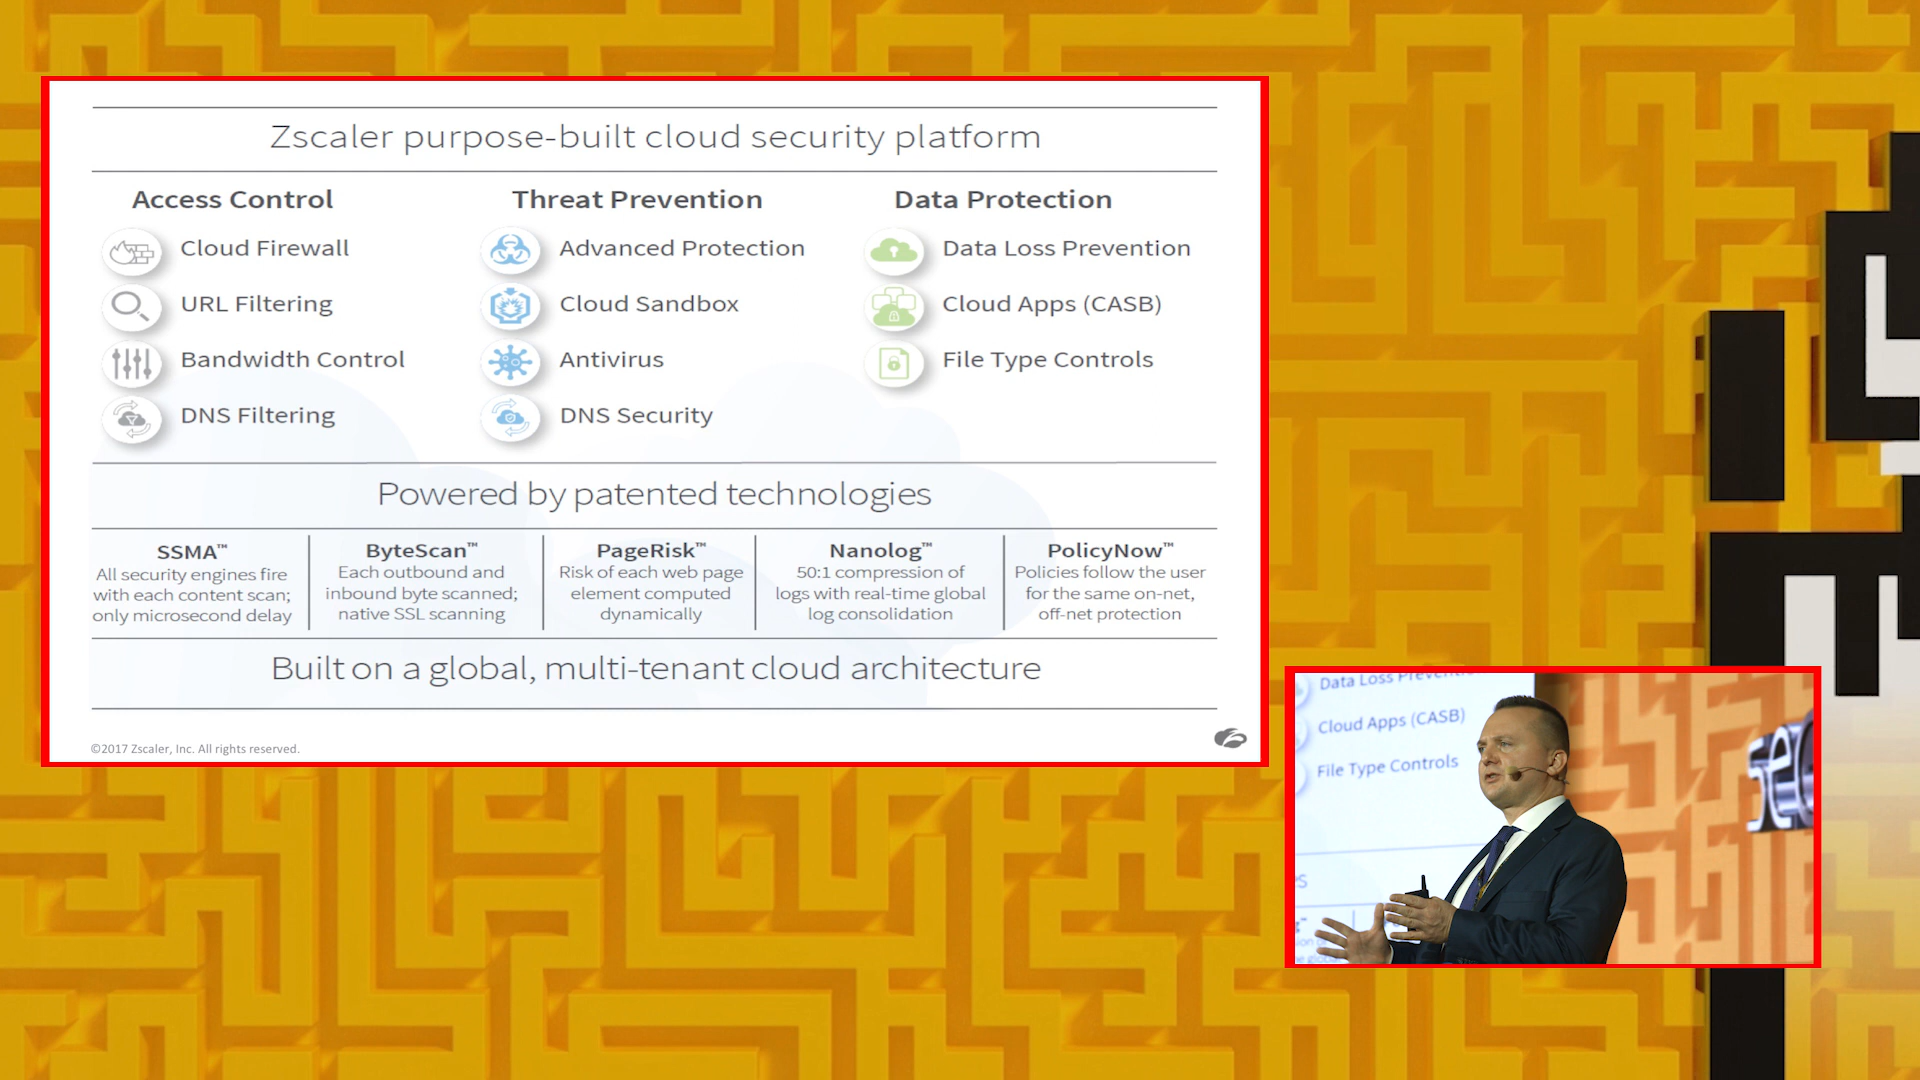 Zscaler purpose-built cloud security platform
Access Control
Cloud Firewall
URL Filtering
Bandwidth Control
DNS Filtering
Threat Prevention
Advanced Protection
Cloud Sandbox
Antivirus
DNS Security
Data Protection
Data Loss Prevention
Cloud Apps (CASB)
File Type Controls
Powered by patented technologies
SSMA™
All security engines fire
with each content scan;
only microsecond delay
ByteScan™
Each outbound and
inbound byte scanned;
native SSL scanning
PageRisk™
Risk of each web page
element computed
dynamically
Nanolog™
50:1 compression of
logs with real-time global
log consolidation
PolicyNow™
Policies follow the user
for the same on-net,
off-net protection
Built on a global, multi-tenant cloud architecture
©2017 Zscaler, Inc. All rights reserved.
Data Loss
Cloud Apps (CASB)
File Type Controls